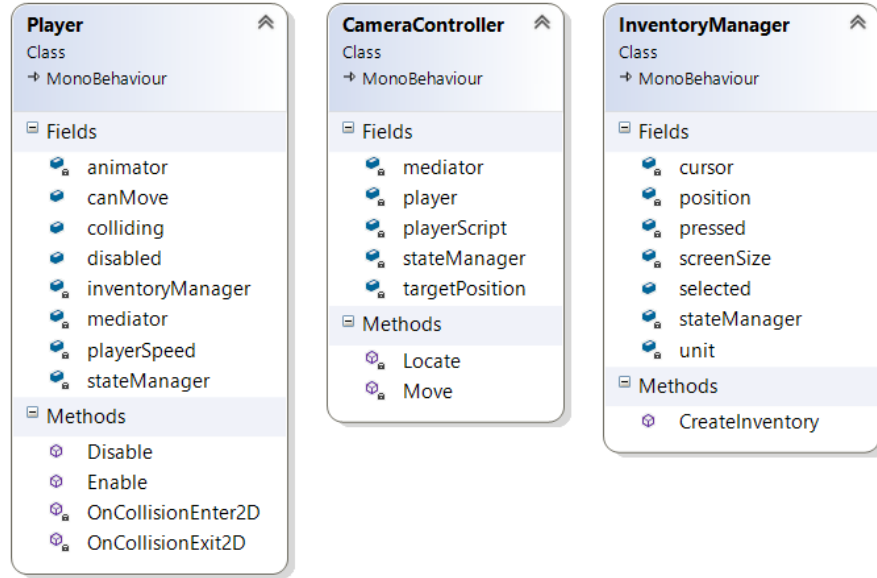 Player
Class
MonoBehaviour
Fields
animator
canMove
colliding
disabled
inventoryManager
mediator
playerSpeed
stateManager
Methods
Disable
Enable
OnCollisionEnter2D
OnCollisionExit2D
CameraController
Class
MonoBehaviour
Fields
mediator
player
playerScript
stateManager
targetPosition
Methods
Locate
Move
InventoryManager
Class
MonoBehaviour
Fields
cursor
position
pressed
screenSize
selected
stateManager
unit
Methods
CreateInventory